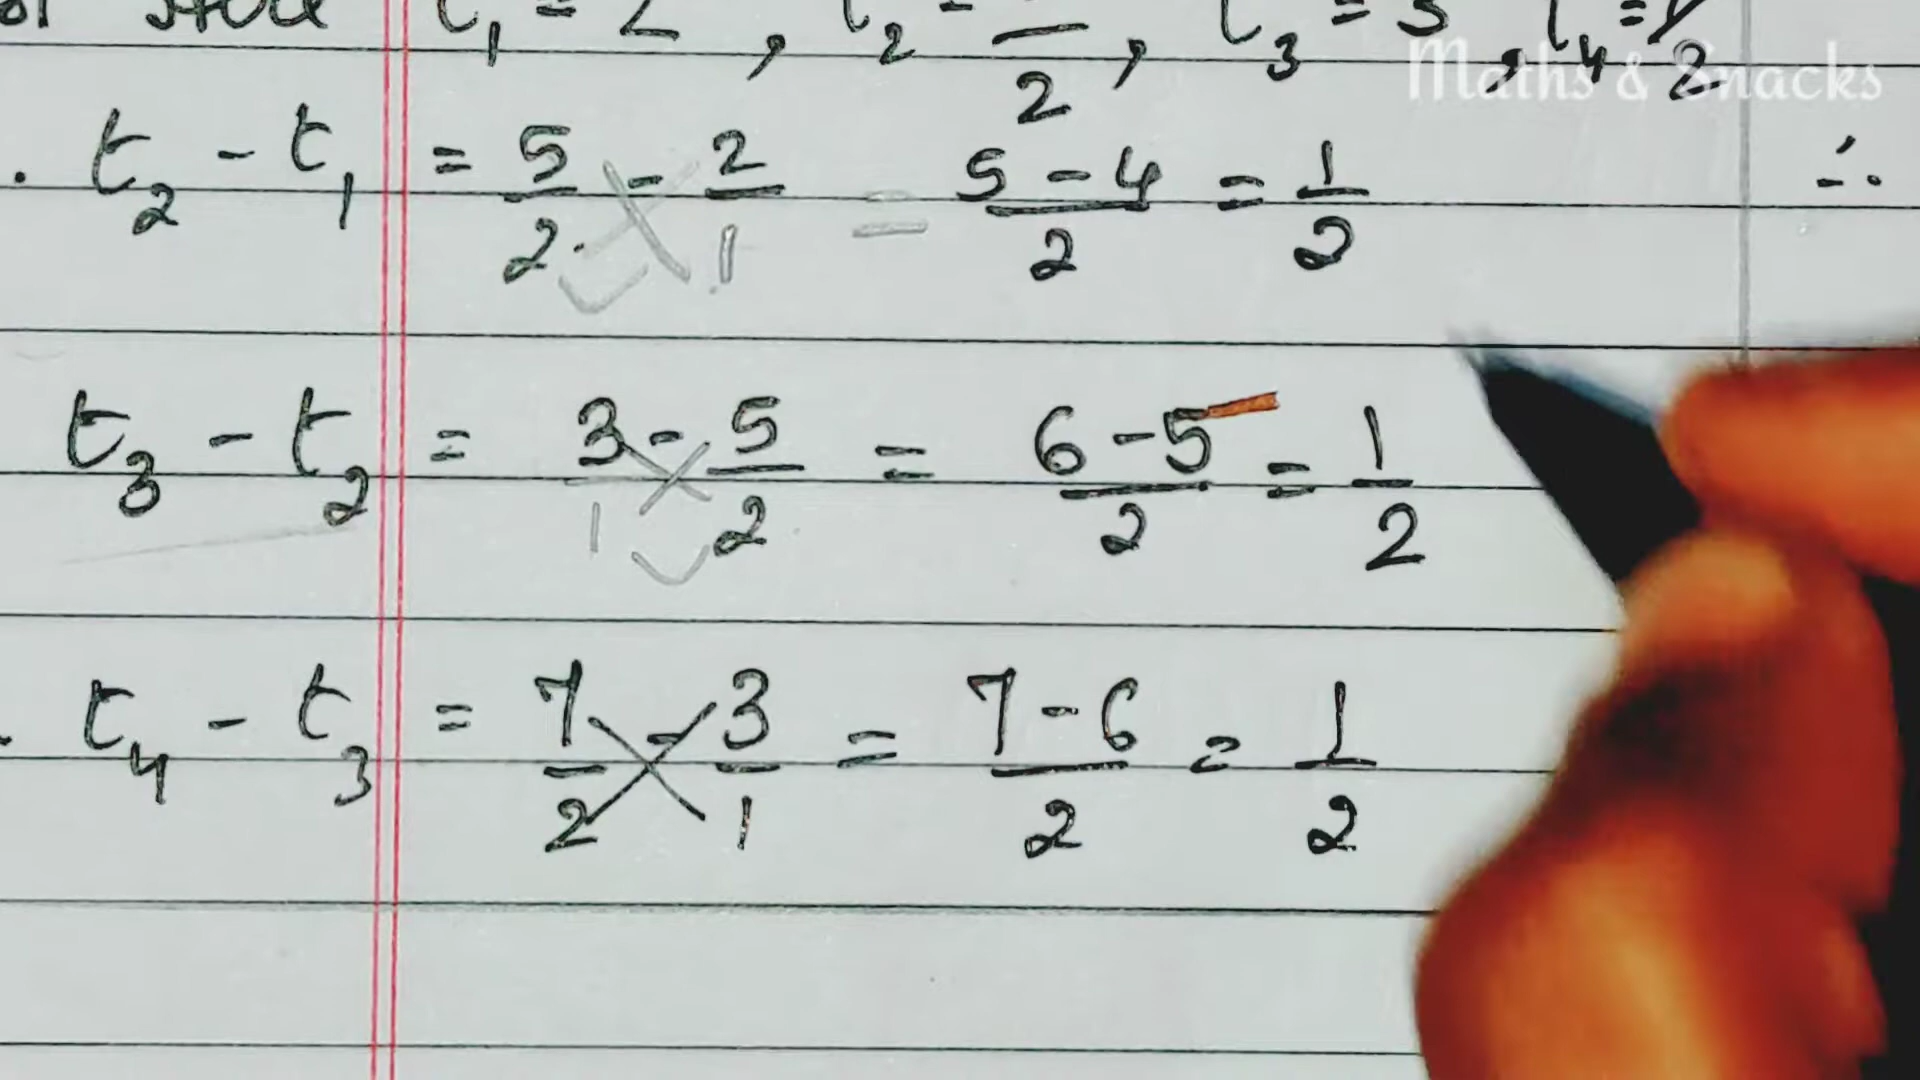 t₁ = 2, t₂ = 5/2, t₃ = 3, t₄ = 7/2
Maths & Snacks
t₂ - t₁ = 5/2 - 2/1 = (5 - 4)/2 = 1/2 ∴
t₃ - t₂ = 3/1 - 5/2 = (6 - 5)/2 = 1/2
t₄ - t₃ = 7/2 - 3/1 = (7 - 6)/2 = 1/2